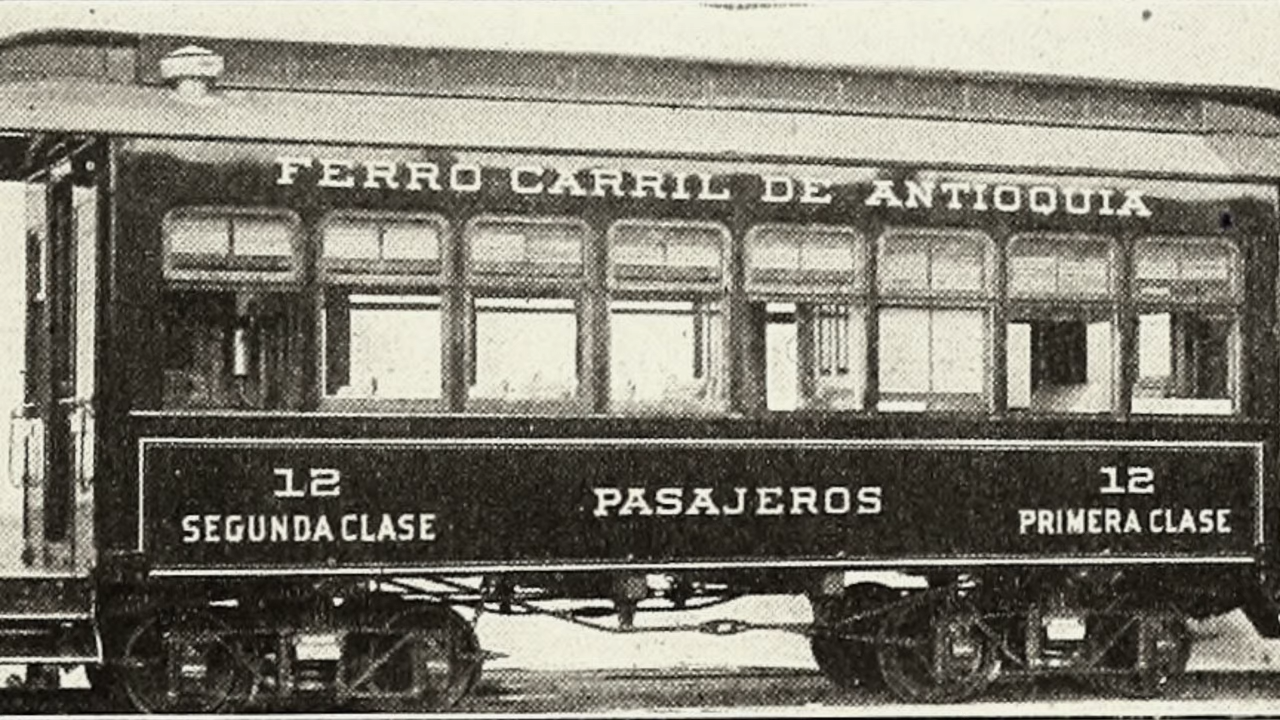 FERRO CARRIL DE ANTIOQUIA
12 PASAJEROS 12
SEGUNDA CLASE PRIMERA CLASE